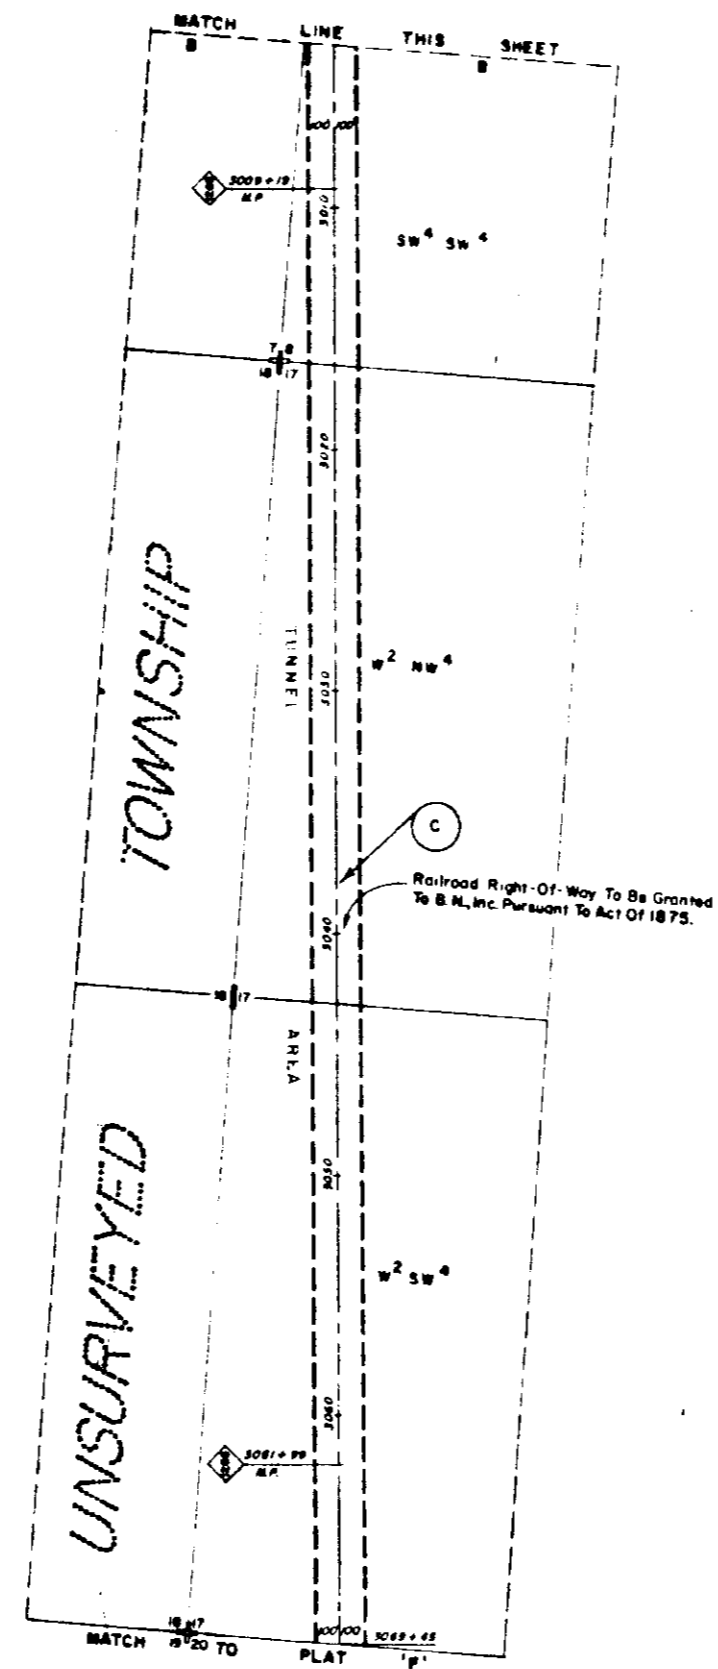 MATCH LINE THIS SHEET
B B
100 100
3009+19
M.P.
3010
SW⁴ SW⁴
7 8
18 17
3020
TOWNSHIP
TUNNEL
W² NW⁴
3030
C
Railroad Right-Of-Way To Be Granted
To B.N., Inc. Pursuant To Act Of 1875.
3040
18 17
AREA
3050
UNSURVEYED
W² SW⁴
3060
3061+99
M.P.
18 17
19 20
100 100
3069+45
MATCH TO PLAT 'F'